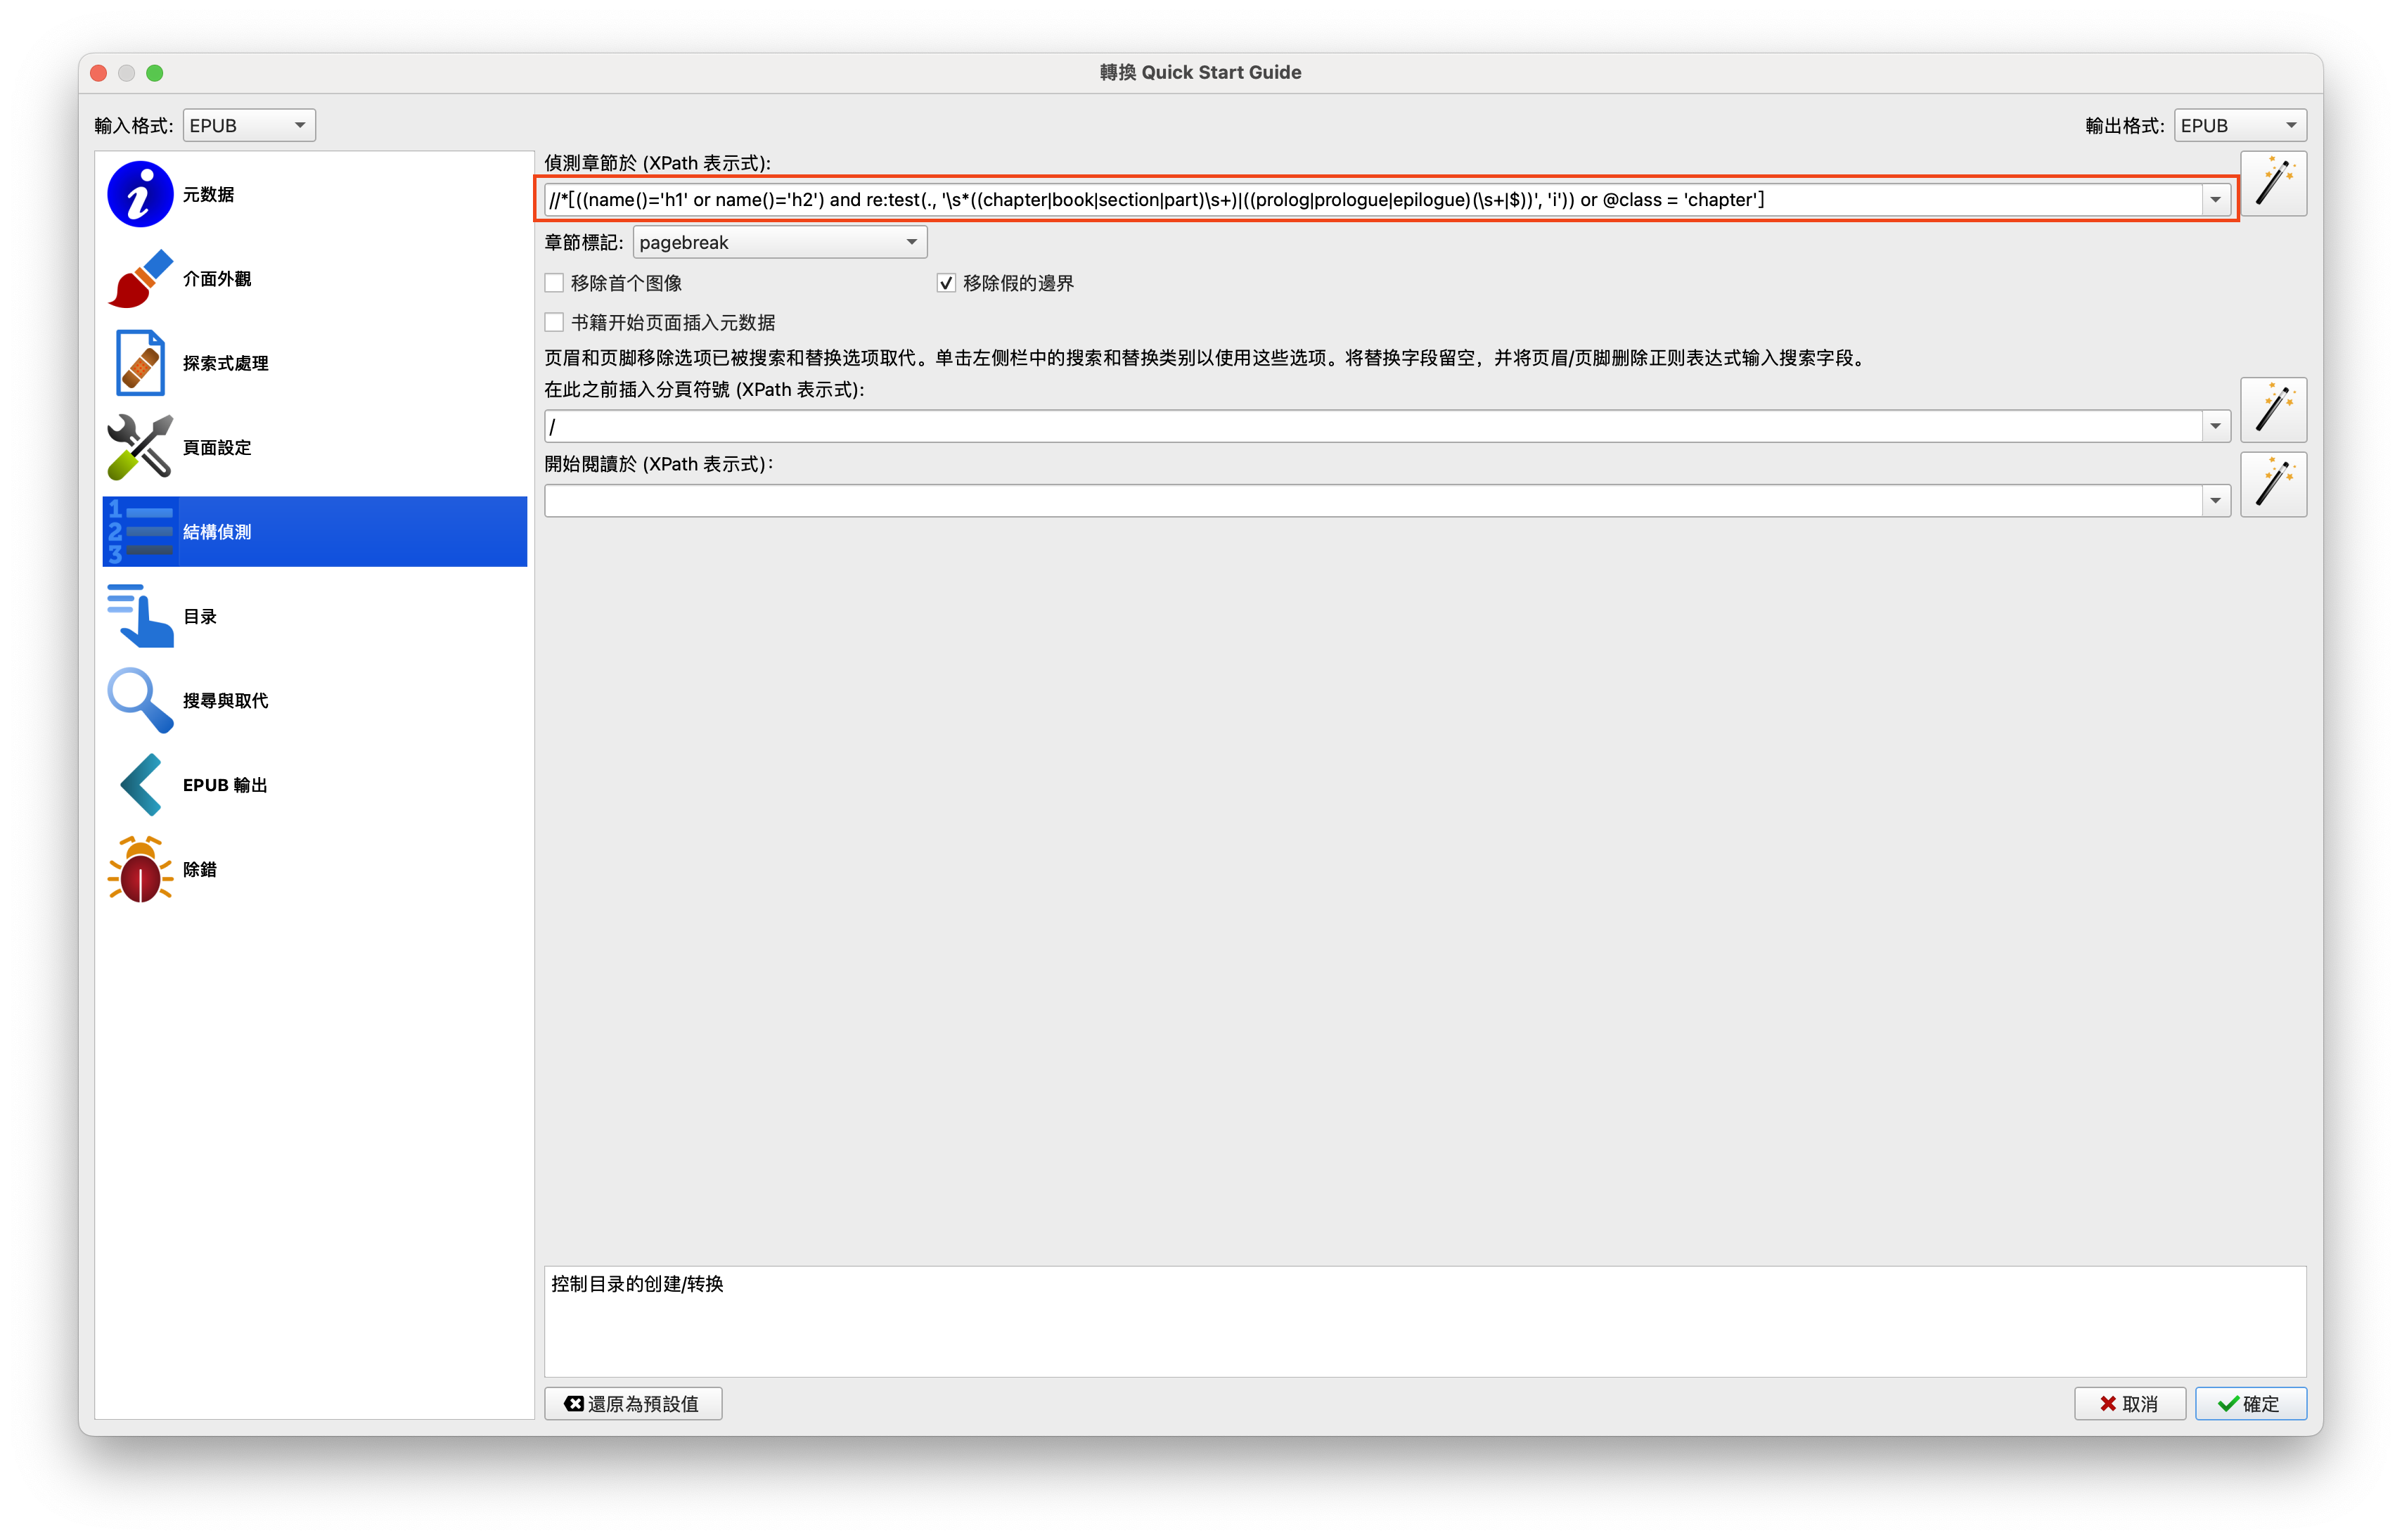 轉換 Quick Start Guide
輸入格式: EPUB
輸出格式: EPUB
元数据
介面外觀
探索式處理
頁面設定
1
2
3
結構偵測
目录
搜尋與取代
EPUB 輸出
除錯
偵測章節於 (XPath 表示式):
//*[((name()='h1' or name()='h2') and re:test(., '\s*((chapter|book|section|part)\s+)|((prolog|prologue|epilogue)(\s+|$))', 'i')) or @class = 'chapter']
章節標記: pagebreak
移除首个图像
移除假的邊界
书籍开始页面插入元数据
页眉和页脚移除选项已被搜索和替换选项取代。单击左侧栏中的搜索和替换类别以使用这些选项。将替换字段留空，并将页眉/页脚删除正则表达式输入搜索字段。
在此之前插入分頁符號 (XPath 表示式):
/
開始閱讀於 (XPath 表示式):
控制目录的创建/转换
還原為預設值
取消
確定